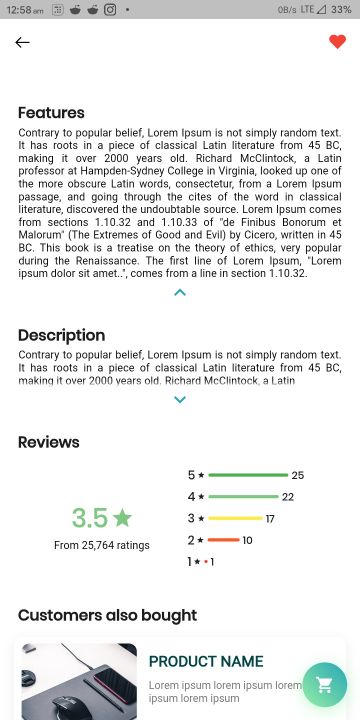 12:58 am
0B/s LTE 33%
Features
Contrary to popular belief, Lorem Ipsum is not simply random text.
It has roots in a piece of classical Latin literature from 45 BC,
making it over 2000 years old. Richard McClintock, a Latin
professor at Hampden-Sydney College in Virginia, looked up one of
the more obscure Latin words, consectetur, from a Lorem Ipsum
passage, and going through the cites of the word in classical
literature, discovered the undoubtable source. Lorem Ipsum comes
from sections 1.10.32 and 1.10.33 of "de Finibus Bonorum et
Malorum" (The Extremes of Good and Evil) by Cicero, written in 45
BC. This book is a treatise on the theory of ethics, very popular
during the Renaissance. The first line of Lorem Ipsum, "Lorem
ipsum dolor sit amet..", comes from a line in section 1.10.32.
Description
Contrary to popular belief, Lorem Ipsum is not simply random text.
It has roots in a piece of classical Latin literature from 45 BC,
making it over 2000 years old. Richard McClintock, a Latin
Reviews
5 ★ 25
4 ★ 22
3 ★ 17
2 ★ 10
1 ★ 1
3.5 ★
From 25,764 ratings
Customers also bought
PRODUCT NAME
Lorem ipsum lorem ipsum lorem
ipsum lorem ipsum